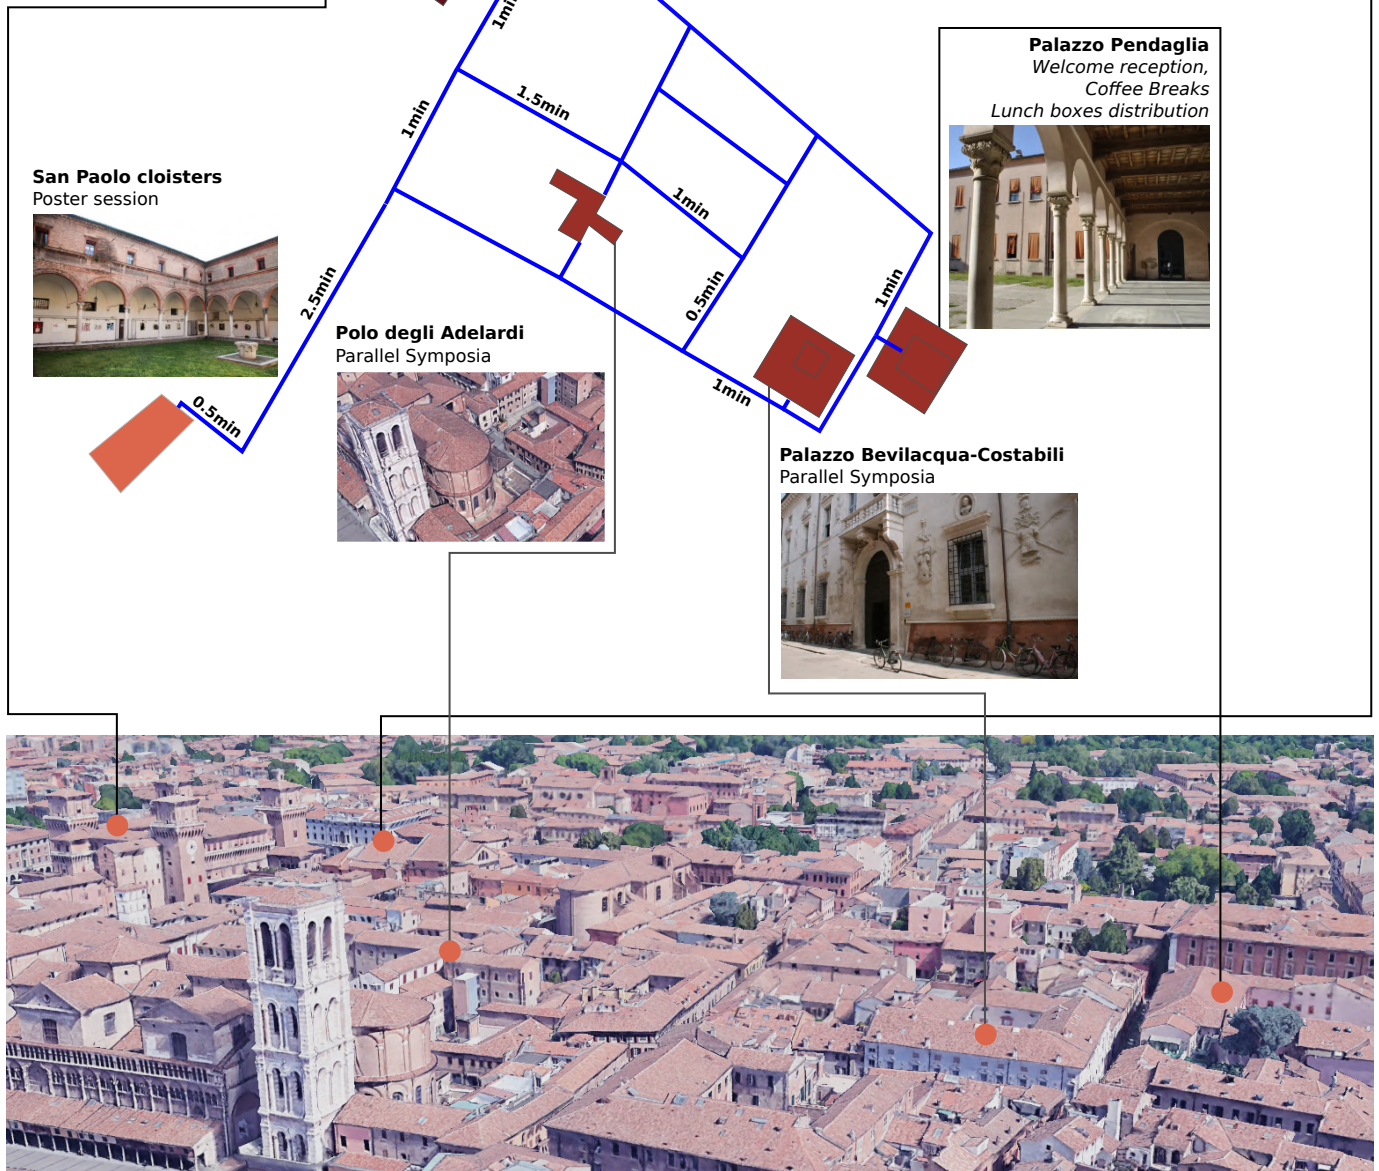 1min
Palazzo Pendaglia
Welcome reception,
Coffee Breaks
Lunch boxes distribution
1.5min
1min
San Paolo cloisters
Poster session
1min
1min
0.5min
2.5min
Polo degli Adelardi
Parallel Symposia
1min
0.5min
Palazzo Bevilacqua-Costabili
Parallel Symposia